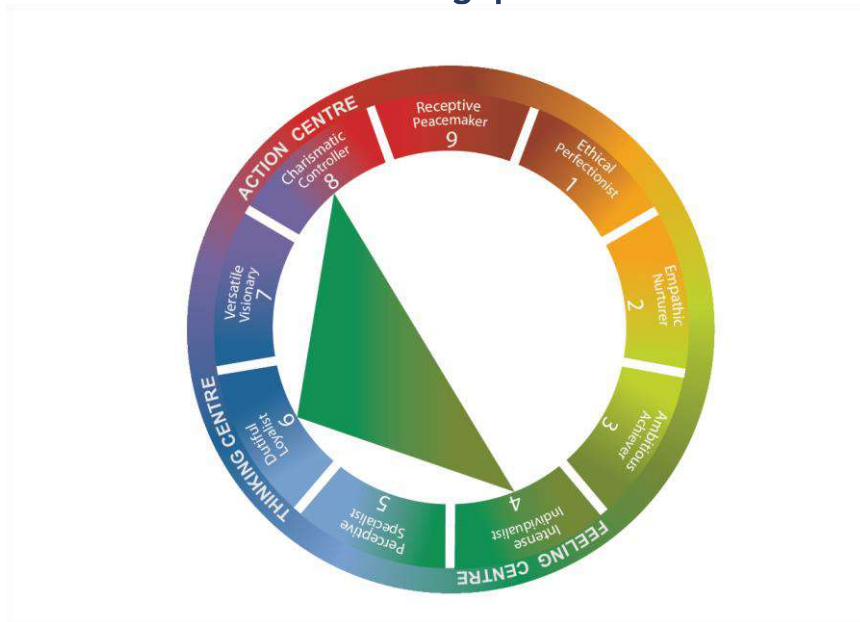 ACTION CENTRE
Receptive
Peacemaker
9
Ethical
Perfectionist
1
Empathic
Nurturer
2
Ambitious
Achiever
3
FEELING CENTRE
Intense
Individualist
4
Perceptive
Specialist
5
THINKING CENTRE
Dutiful
Loyalist
6
Versatile
Visionary
7
Charismatic
Controller
8